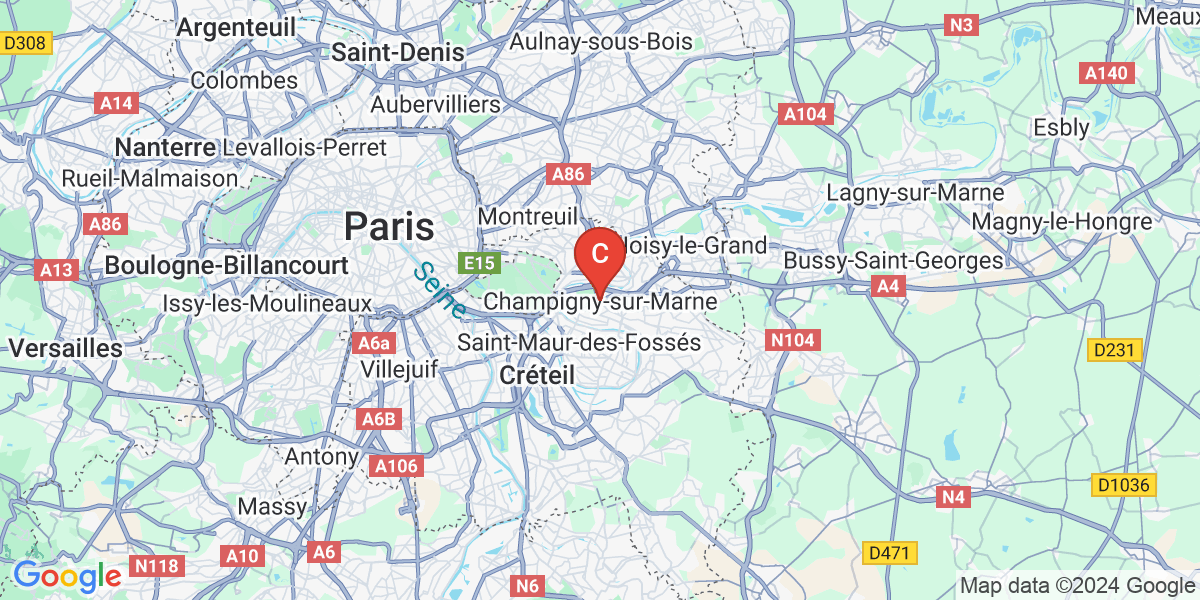 Meaux
Argenteuil
N3
D308
Saint-Denis
Aulnay-sous-Bois
Colombes
A140
A14
Aubervilliers
A104
Esbly
Nanterre
Levallois-Perret
A86
Rueil-Malmaison
Lagny-sur-Marne
A86
Paris
Montreuil
Magny-le-Hongre
C
Noisy-le-Grand
A13
Boulogne-Billancourt
E15
Bussy-Saint-Georges
Seine
A4
Issy-les-Moulineaux
Champigny-sur-Marne
Versailles
A6a
Saint-Maur-des-Fossés
N104
D231
Villejuif
Créteil
A6B
Antony
A106
D1036
Massy
N4
A10
A6
D471
N118
Google
N6
Map data ©2024 Google